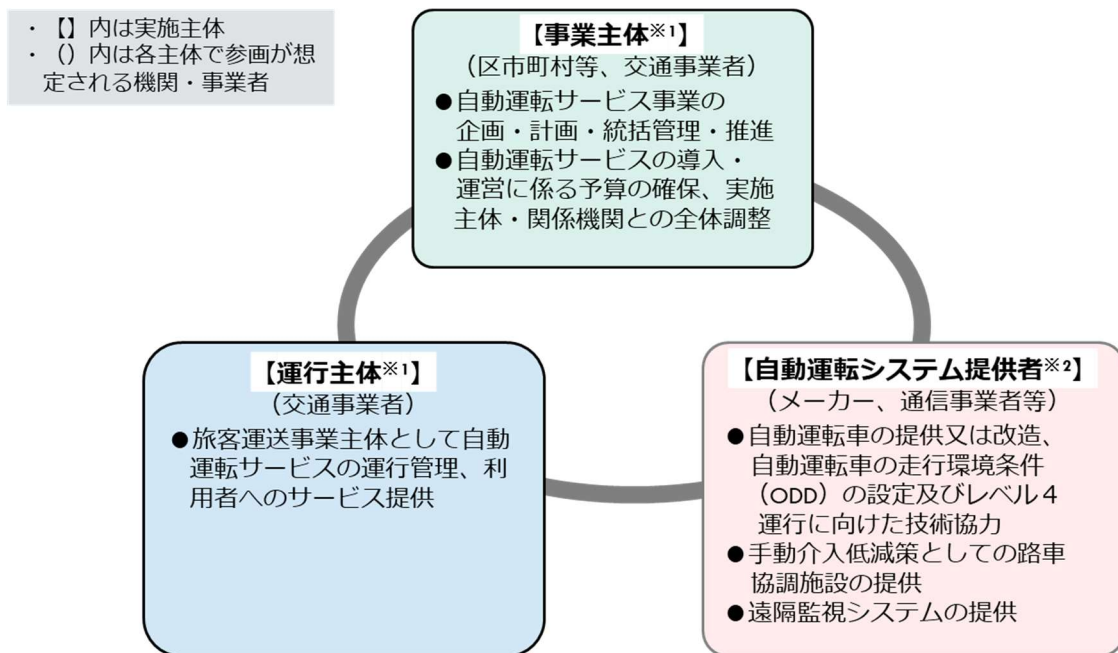 ・【】内は実施主体
・（）内は各主体で参画が想
定される機関・事業者
【事業主体※1】
（区市町村等、交通事業者）
●自動運転サービス事業の
企画・計画・統括管理・推進
●自動運転サービスの導入・
運営に係る予算の確保、実施
主体・関係機関との全体調整
【運行主体※1】
（交通事業者）
●旅客運送事業主体として自動
運転サービスの運行管理、利
用者へのサービス提供
【自動運転システム提供者※2】
（メーカー、通信事業者等）
●自動運転車の提供又は改造、
自動運転車の走行環境条件
（ODD）の設定及びレベル４
運行に向けた技術協力
●手動介入低減策としての路車
協調施設の提供
●遠隔監視システムの提供